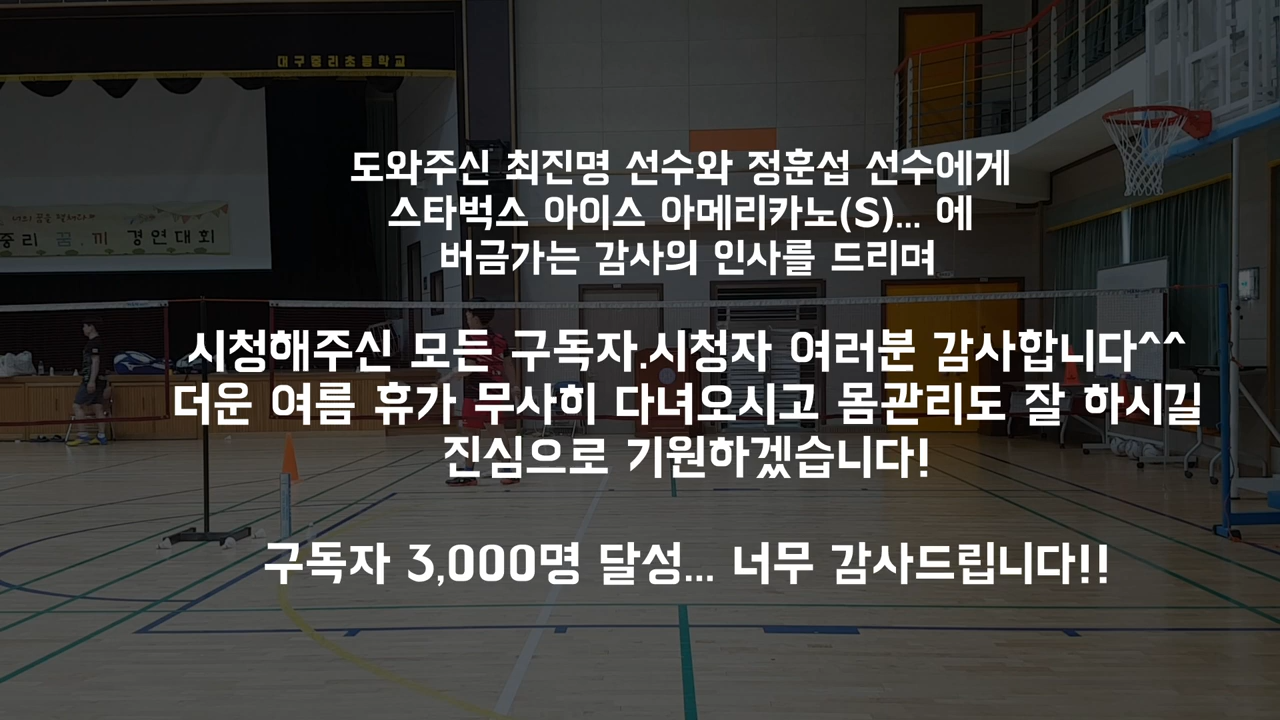 대구중리초등학교
도와주신 최진명 선수와 정훈섭 선수에게
스타벅스 아이스 아메리카노(S)... 에
버금가는 감사의 인사를 드리며
중리 꿈.끼 경연대회
시청해주신 모든 구독자.시청자 여러분 감사합니다^^
더운 여름 휴가 무사히 다녀오시고 몸관리도 잘 하시길
진심으로 기원하겠습니다!
구독자 3,000명 달성... 너무 감사드립니다!!